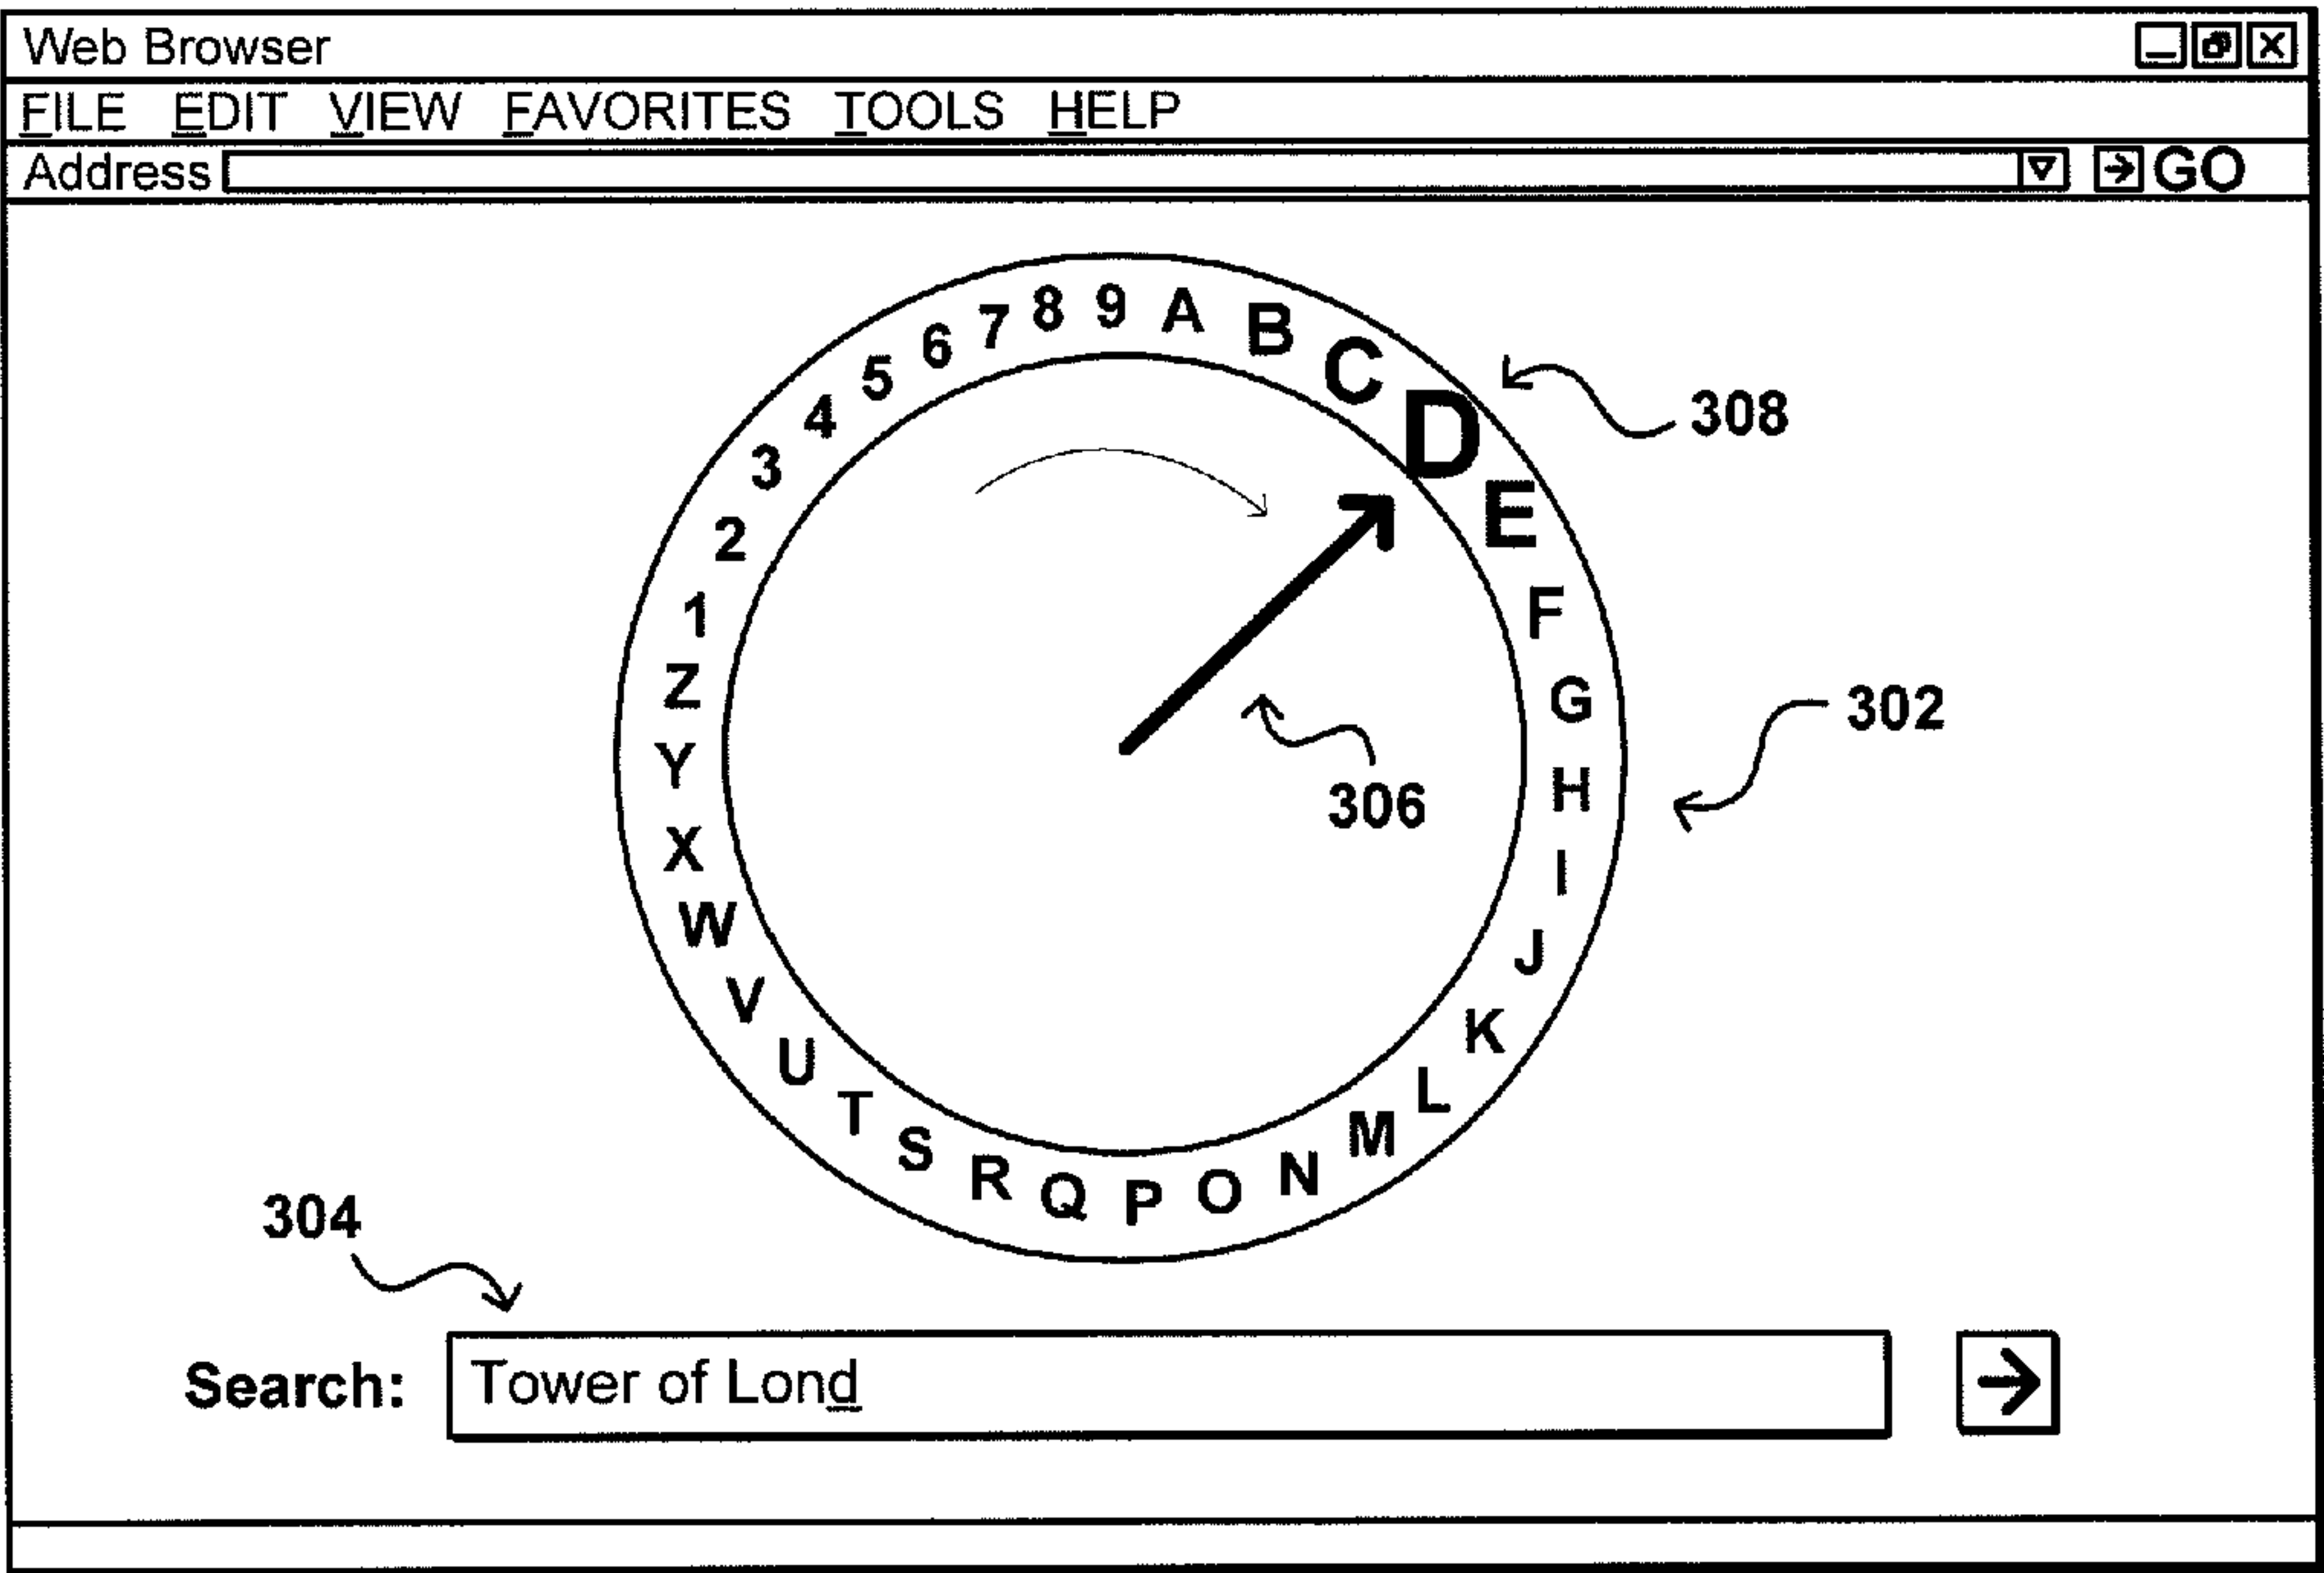 Web Browser
FILE EDIT VIEW FAVORITES TOOLS HELP
Address GO
9 A B C D E F G H I J K L M N O P Q R S T U V W X Y Z 1 2 3 4 5 6 7 8
308
302
306
304
Search: Tower of Lond